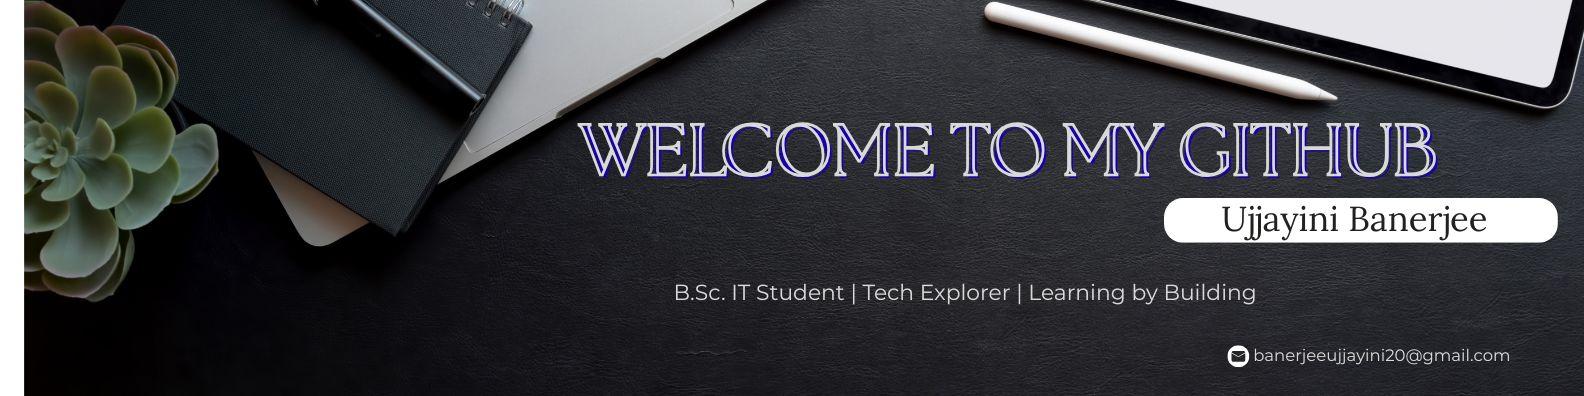 WELCOME TO MY GITHUB
Ujjayini Banerjee
B.Sc. IT Student | Tech Explorer | Learning by Building
banerjeeujjayini20@gmail.com